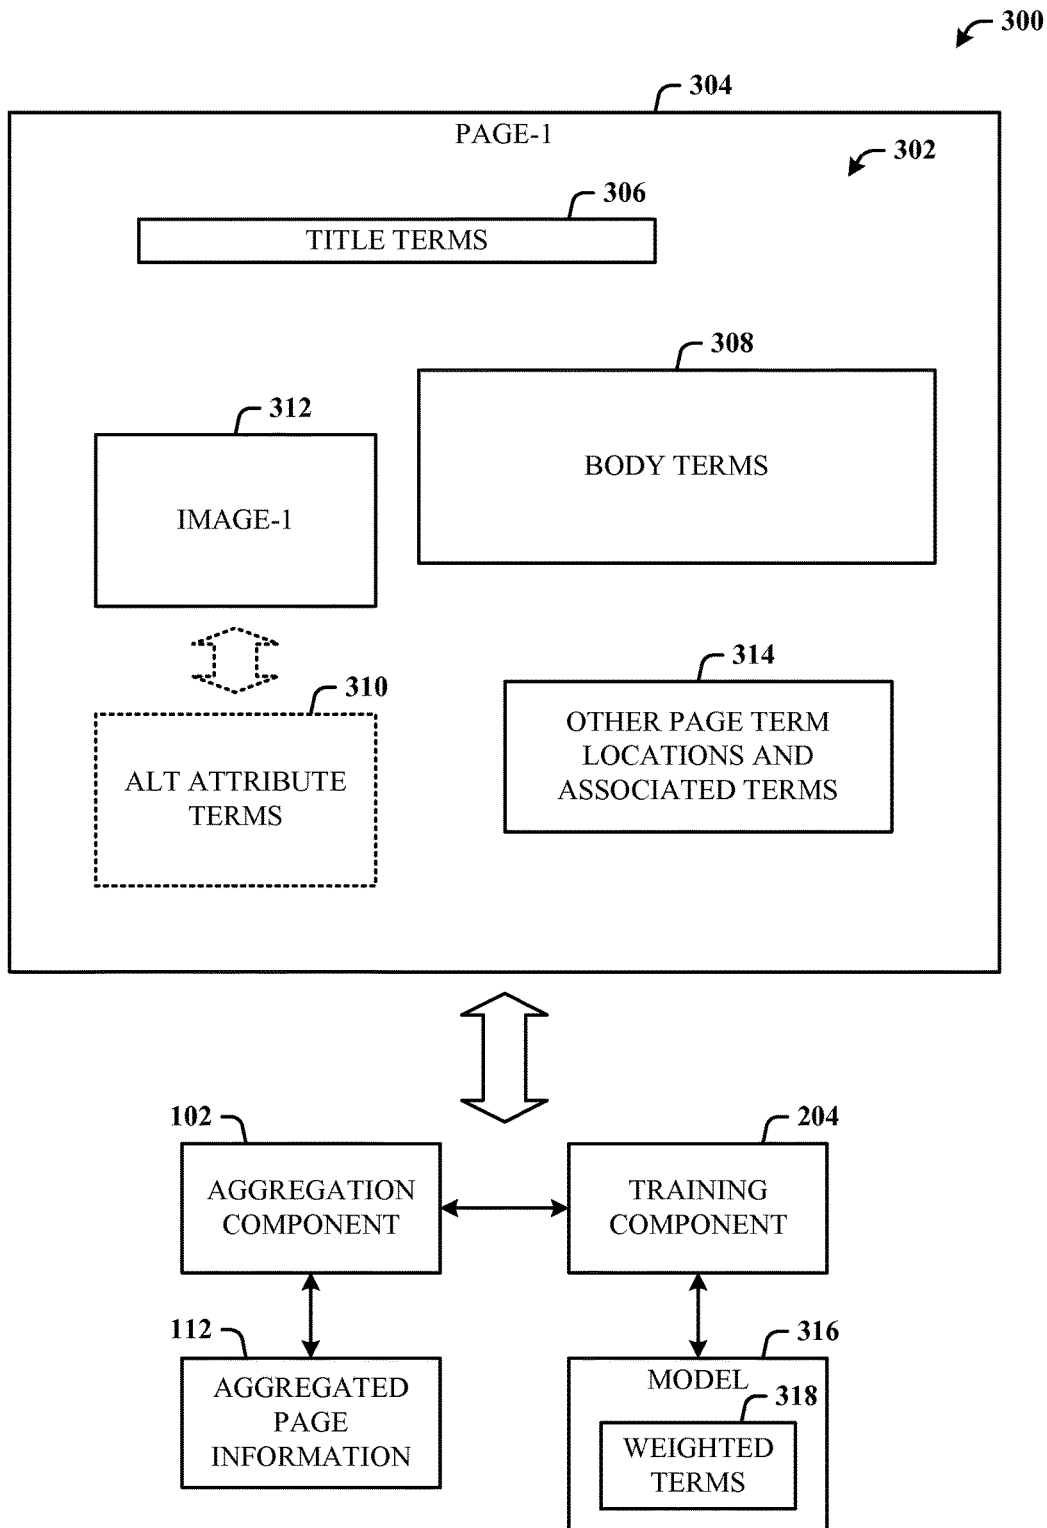 300
304
PAGE-1
302
306
TITLE TERMS
308
BODY TERMS
312
IMAGE-1
310
ALT ATTRIBUTE
TERMS
314
OTHER PAGE TERM
LOCATIONS AND
ASSOCIATED TERMS
102
AGGREGATION
COMPONENT
204
TRAINING
COMPONENT
112
AGGREGATED
PAGE
INFORMATION
316
MODEL
318
WEIGHTED
TERMS